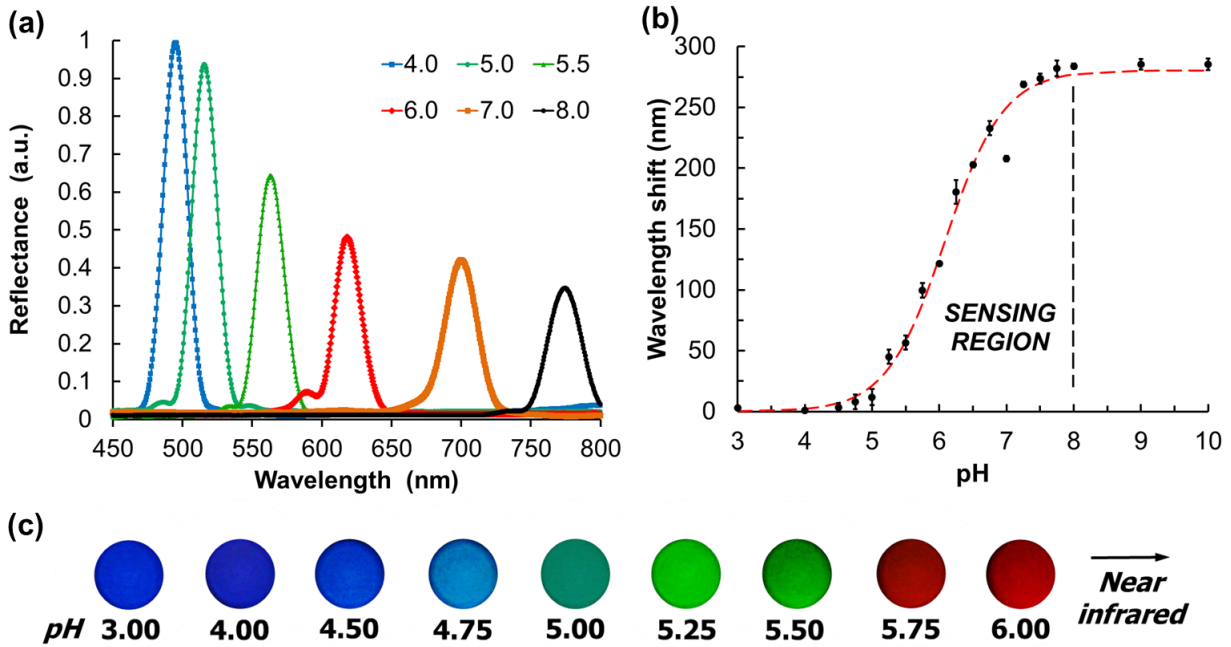 (a)
Reflectance (a.u.)
1
0.9
0.8
0.7
0.6
0.5
0.4
0.3
0.2
0.1
0
450 500 550 600 650 700 750 800
Wavelength (nm)
4.0 5.0 5.5
6.0 7.0 8.0
(b)
Wavelength shift (nm)
300
250
200
150
100
50
0
3 4 5 6 7 8 9 10
pH
SENSING
REGION
(c)
pH 3.00 4.00 4.50 4.75 5.00 5.25 5.50 5.75 6.00
Near
infrared